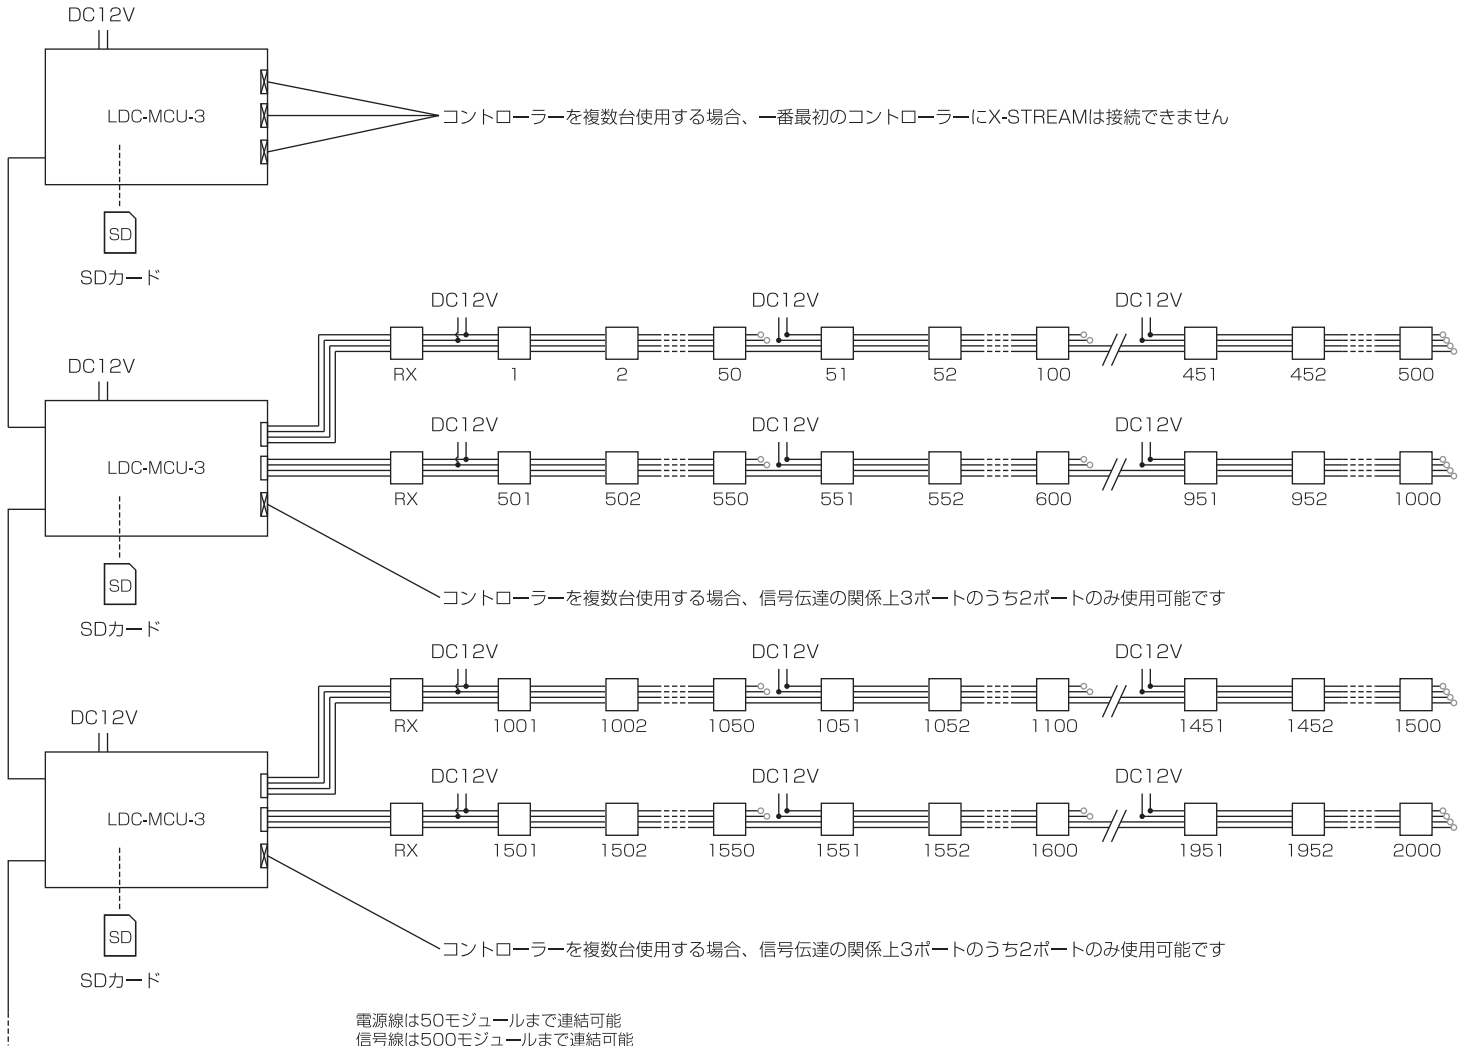 DC12V
LDC-MCU-3
コントローラーを複数台使用する場合、一番最初のコントローラーにX-STREAMは接続できません
SD
SDカード
DC12V
DC12V
DC12V
RX
1
2
50
51
52
100
451
452
500
DC12V
LDC-MCU-3
DC12V
DC12V
DC12V
RX
501
502
550
551
552
600
951
952
1000
SD
SDカード
コントローラーを複数台使用する場合、信号伝達の関係上3ポートのうち2ポートのみ使用可能です
DC12V
DC12V
DC12V
RX
1001
1002
1050
1051
1052
1100
1451
1452
1500
DC12V
LDC-MCU-3
DC12V
DC12V
DC12V
RX
1501
1502
1550
1551
1552
1600
1951
1952
2000
SD
SDカード
コントローラーを複数台使用する場合、信号伝達の関係上3ポートのうち2ポートのみ使用可能です
電源線は50モジュールまで連結可能
信号線は500モジュールまで連結可能